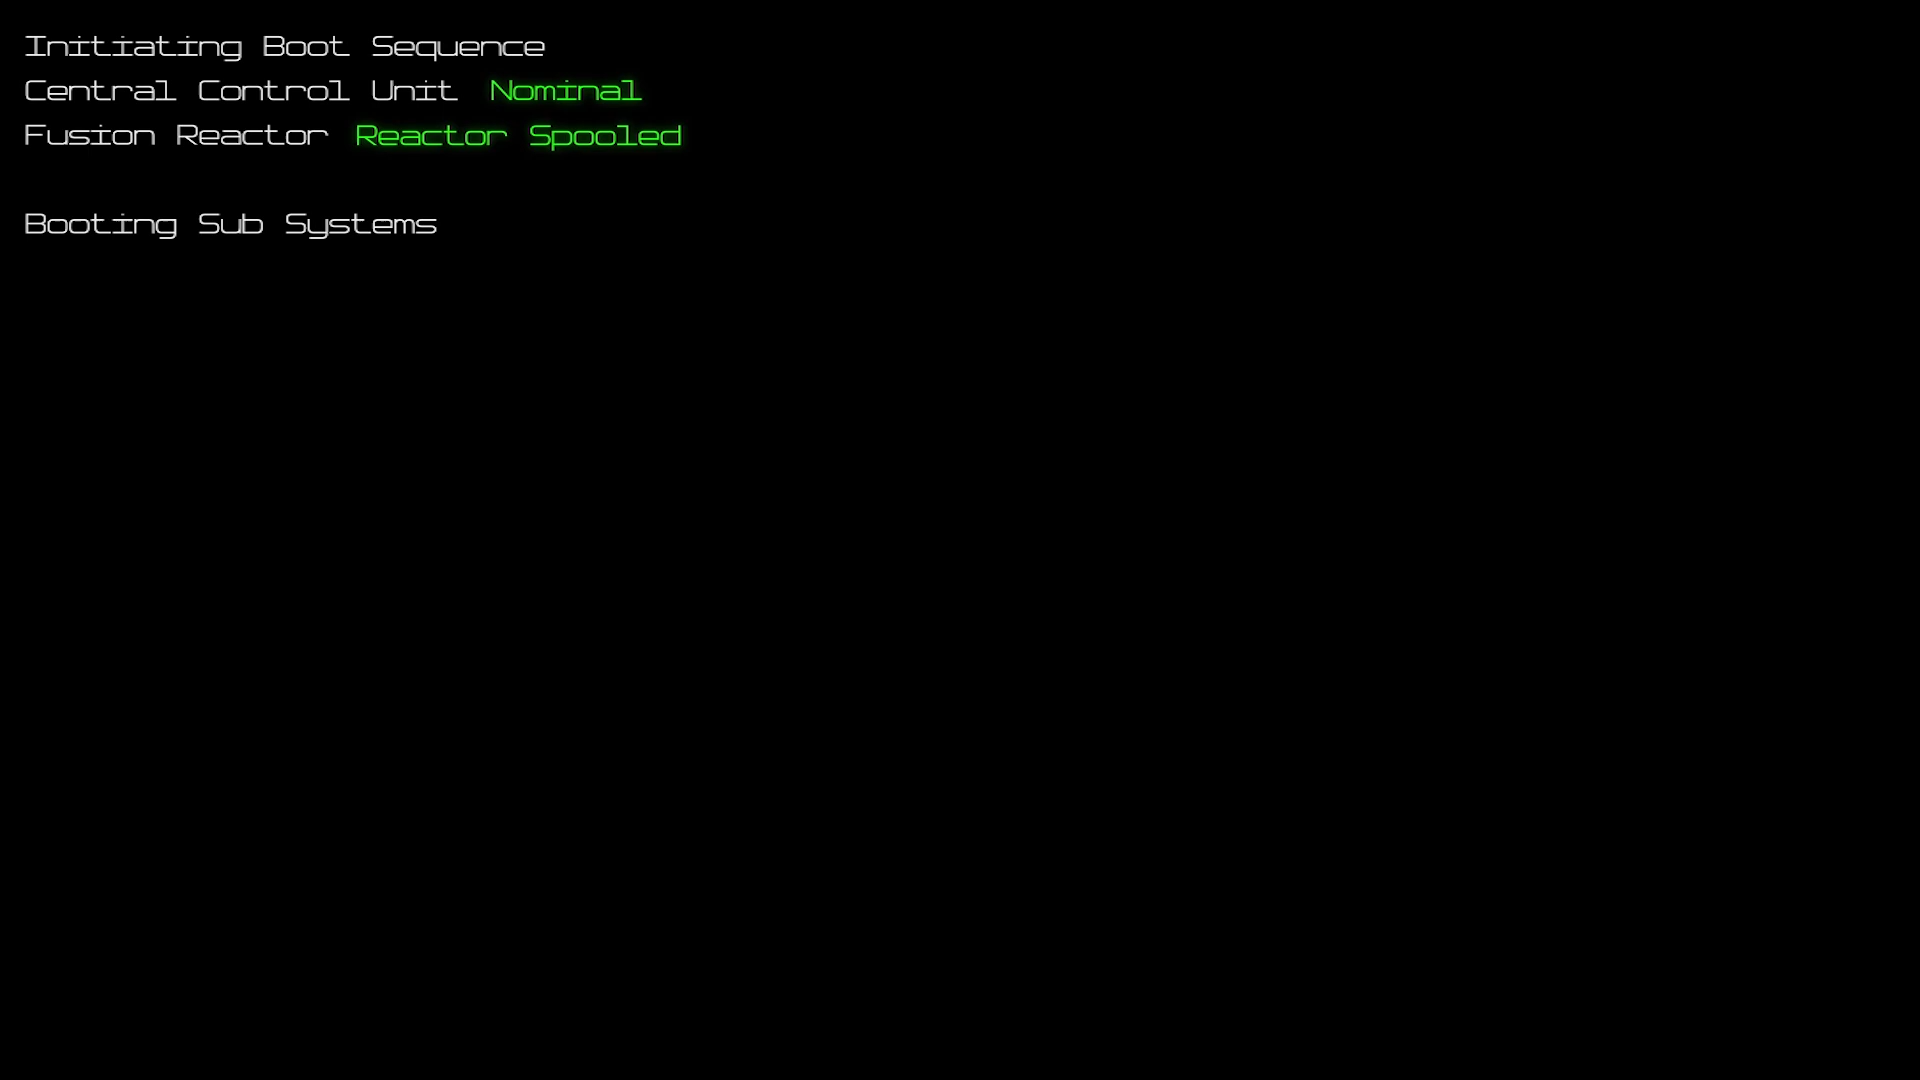 Initiating Boot Sequence
Central Control Unit Nominal
Fusion Reactor Reactor Spooled
Booting Sub Systems